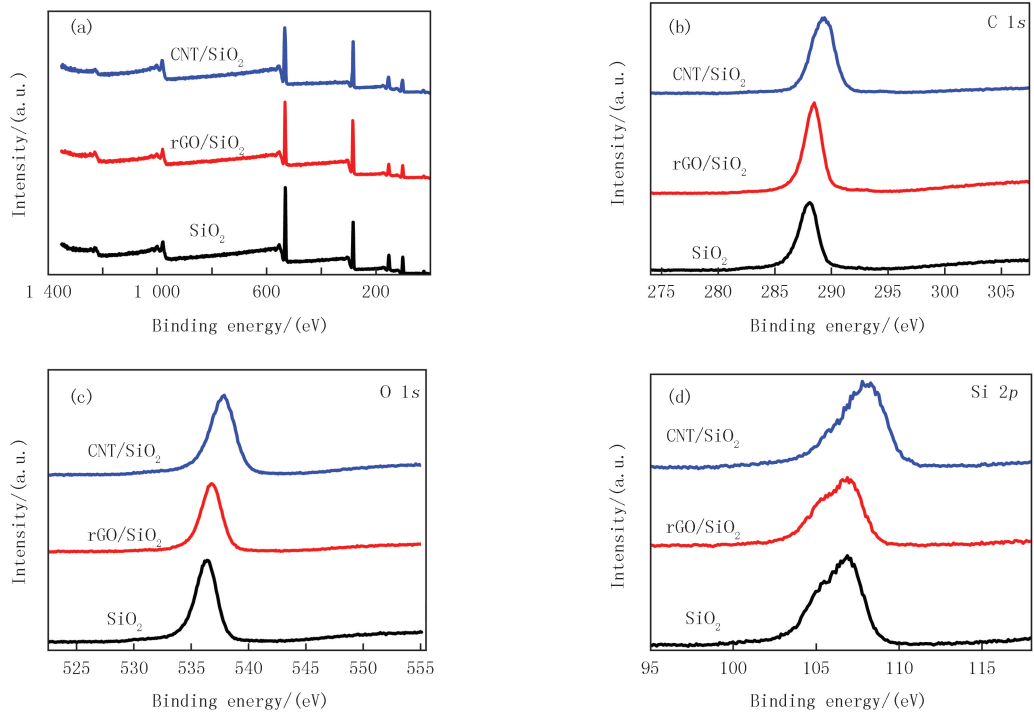 (a)
CNT/SiO₂
rGO/SiO₂
SiO₂
Intensity/(a. u.)
1 400 1 000 600 200
Binding energy/(eV)
(b) C 1s
CNT/SiO₂
rGO/SiO₂
SiO₂
Intensity/(a. u.)
275 280 285 290 295 300 305
Binding energy/(eV)
(c) O 1s
CNT/SiO₂
rGO/SiO₂
SiO₂
Intensity/(a. u.)
525 530 535 540 545 550 555
Binding energy/(eV)
(d) Si 2p
CNT/SiO₂
rGO/SiO₂
SiO₂
Intensity/(a. u.)
95 100 105 110 115
Binding energy/(eV)